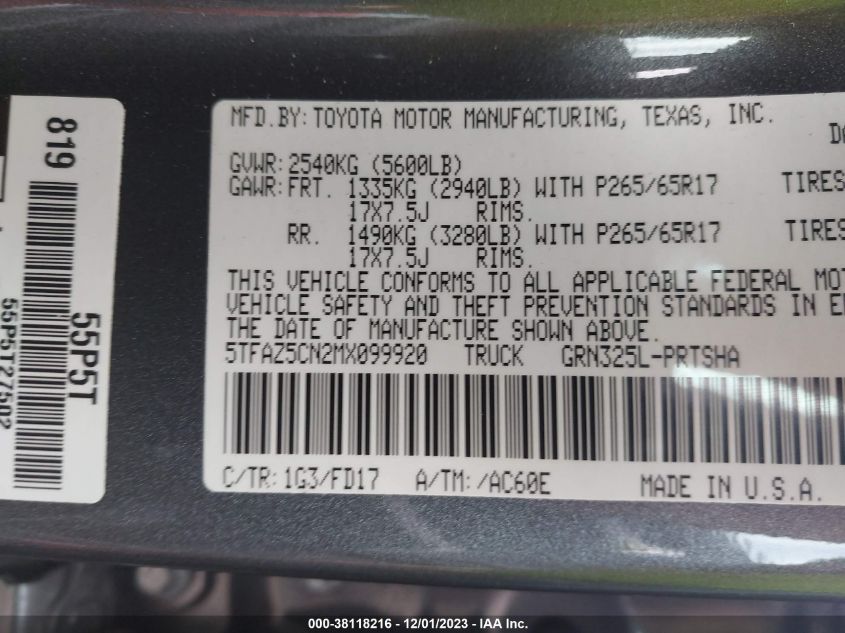 819
55P5T
55P5T27502
MFD.BY: TOYOTA MOTOR MANUFACTURING, TEXAS, INC.
GVWR: 2540KG (5600LB)
GAWR: FRT. 1335KG (2940LB) WITH P265/65R17 TIRES
17X7.5J RIMS.
RR. 1490KG (3280LB) WITH P265/65R17 TIRES
17X7.5J RIMS.
THIS VEHICLE CONFORMS TO ALL APPLICABLE FEDERAL MOT
VEHICLE SAFETY AND THEFT PREVENTION STANDARDS IN E
THE DATE OF MANUFACTURE SHOWN ABOVE.
5TFAZ5CN2MX099920 TRUCK GRN325L-PRTSHA
C/TR: 1G3/FD17 A/TM: /AC60E MADE IN U.S.A.
000-38118216 - 12/01/2023 - IAA Inc.